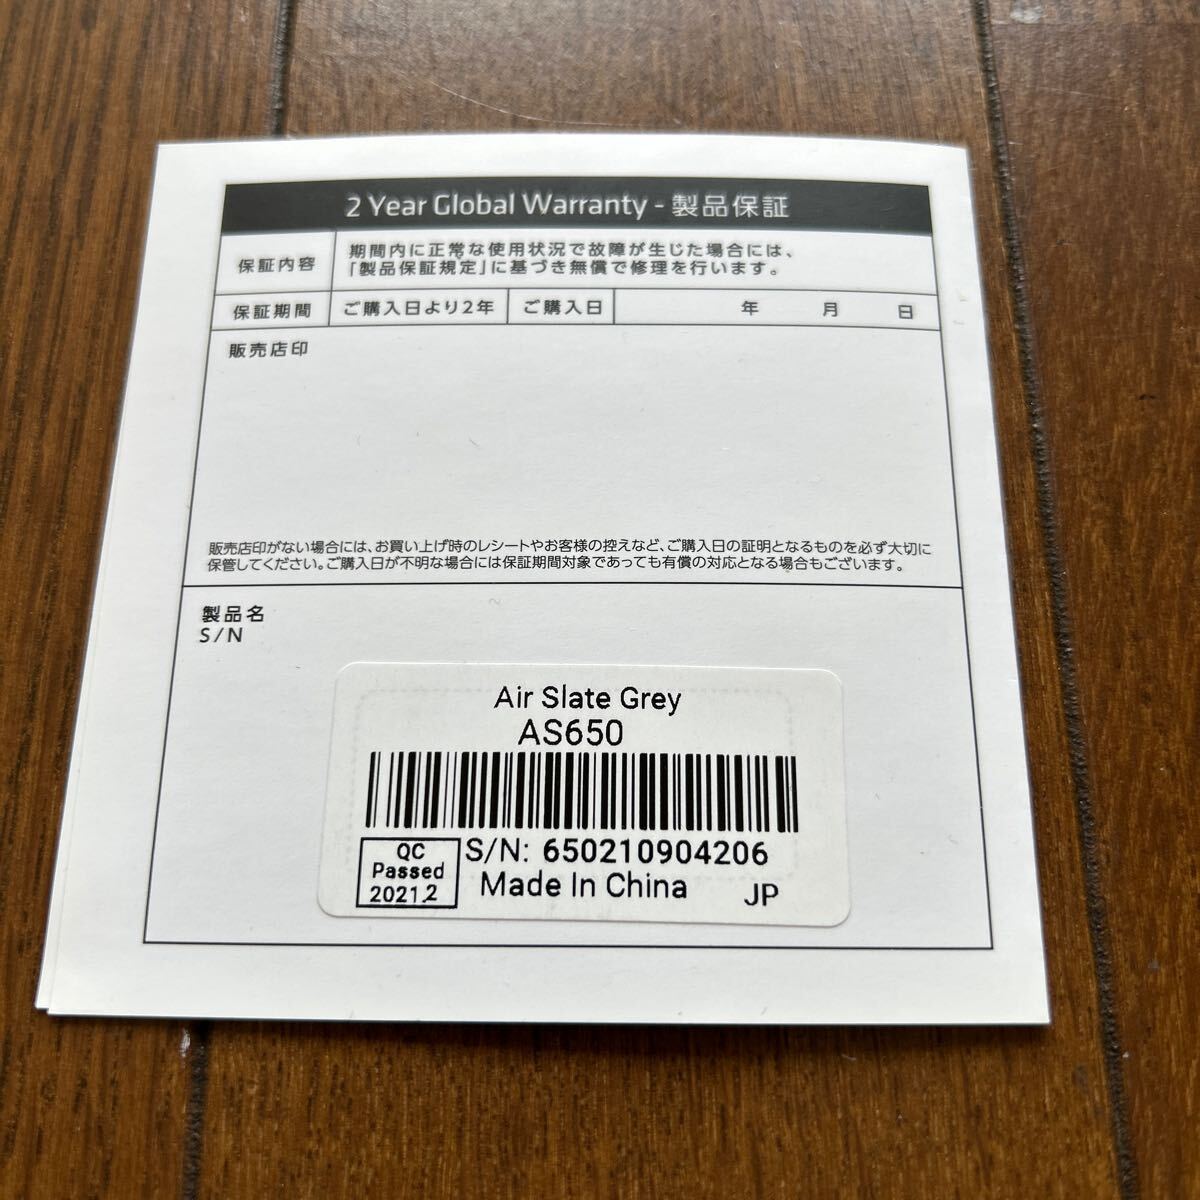 2 Year Global Warranty - 製品保証
保証内容
期間内に正常な使用状況で故障が生じた場合には、
「製品保証規定」に基づき無償で修理を行います。
保証期間 ご購入日より2年 ご購入日 年 月 日
販売店印
販売店印がない場合には、お買い上げ時のレシートやお客様の控えなど、ご購入日の証明となるものを必ず大切に
保管してください。ご購入日が不明な場合には保証期間対象であっても有償の対応となる場合もございます。
製品名
S/N
Air Slate Grey
AS650
QC
Passed
2021.2
S/N: 650210904206
Made In China
JP